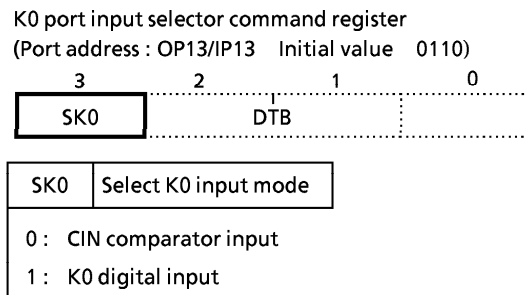 K0 port input selector command register
(Port address : OP13/IP13 Initial value 0110)
3 2 1 0
SK0 DTB
SK0 Select K0 input mode
0 : CIN comparator input
1 : K0 digital input